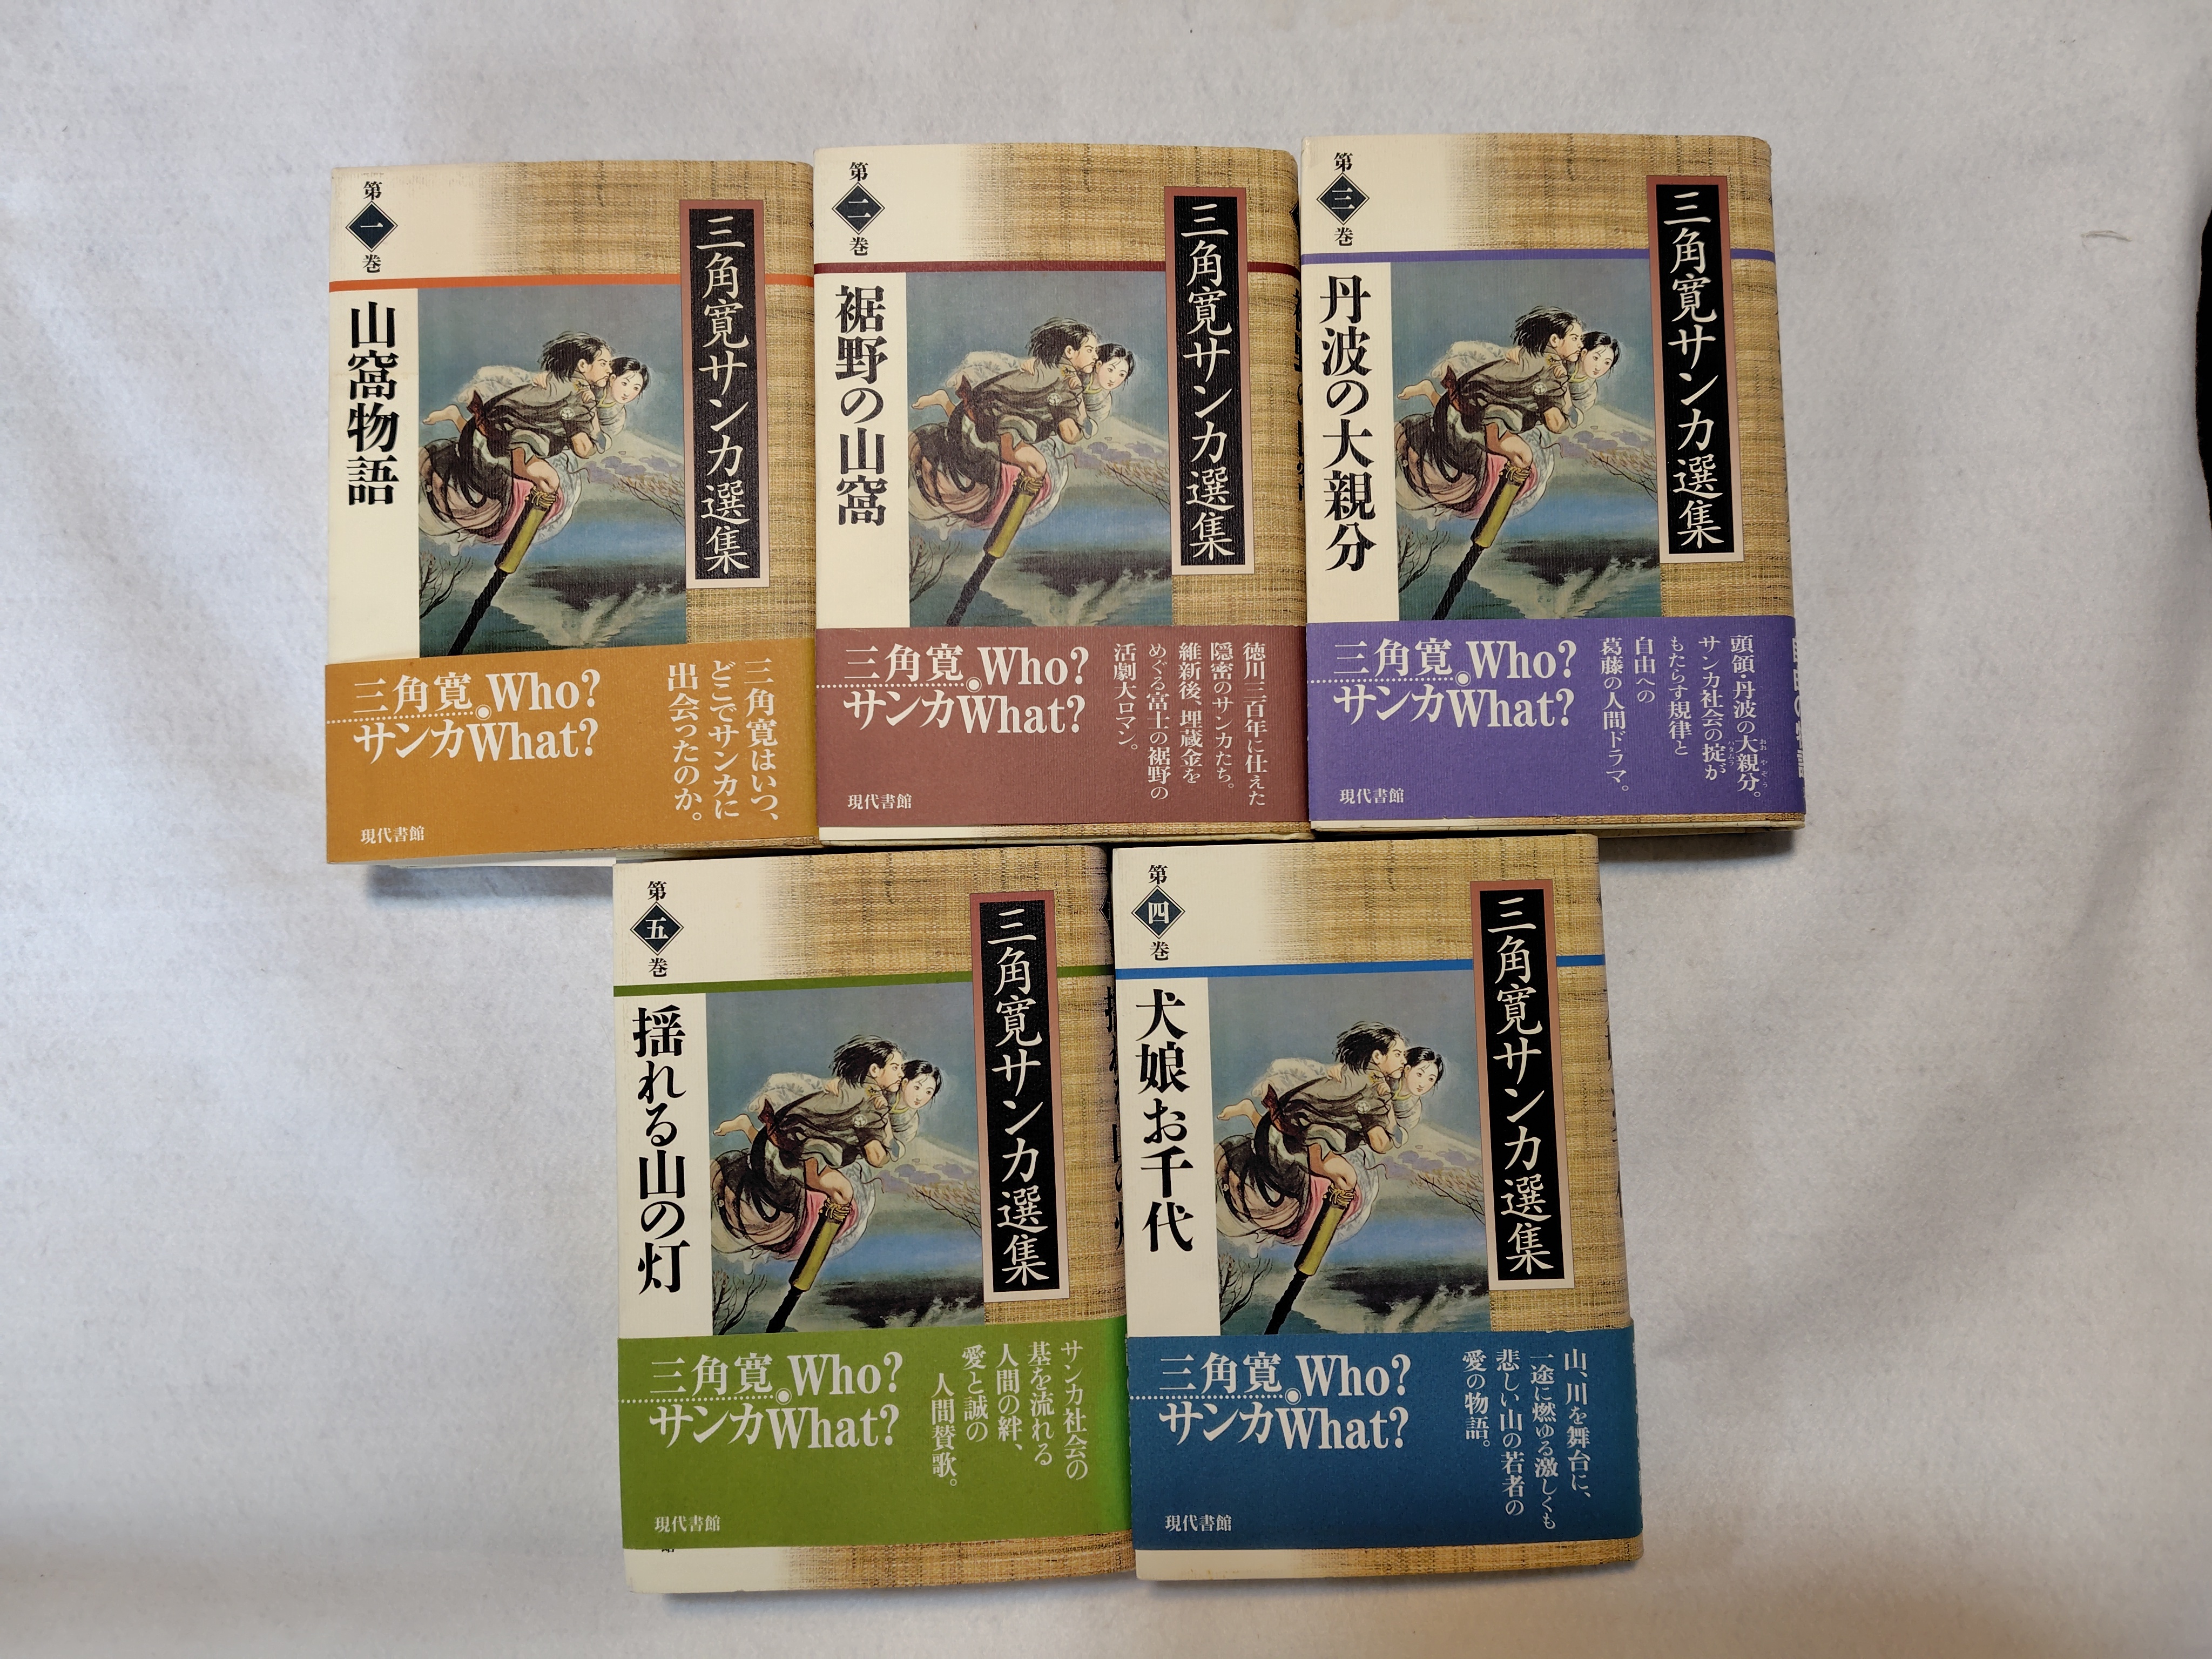 第
一
巻
三角寛サンカ選集
山窩物語
三角寛はいつ、
どこでサンカに
出会ったのか。
三角寛 Who?
サンカ What?
現代書館
第
二
巻
三角寛サンカ選集
裾野の山窩
徳川三百年に仕えた
隠密のサンカたち。
維新後、埋蔵金を
めぐる富士の裾野の
活劇大ロマン。
三角寛 Who?
サンカ What?
現代書館
第
三
巻
三角寛サンカ選集
丹波の大親分
頭領・丹波の大親分。
サンカ社会の掟が
もたらす規律と
自由への
葛藤の人間ドラマ。
三角寛 Who?
サンカ What?
現代書館
第
五
巻
三角寛サンカ選集
揺れる山の灯
サンカ社会の
基を流れる
人間の絆、
愛と誠の
人間賛歌。
三角寛 Who?
サンカ What?
現代書館
第
四
巻
三角寛サンカ選集
犬娘お千代
山、川を舞台に、
一途に燃ゆる激しくも
悲しい山の若者の
愛の物語。
三角寛 Who?
サンカ What?
現代書館